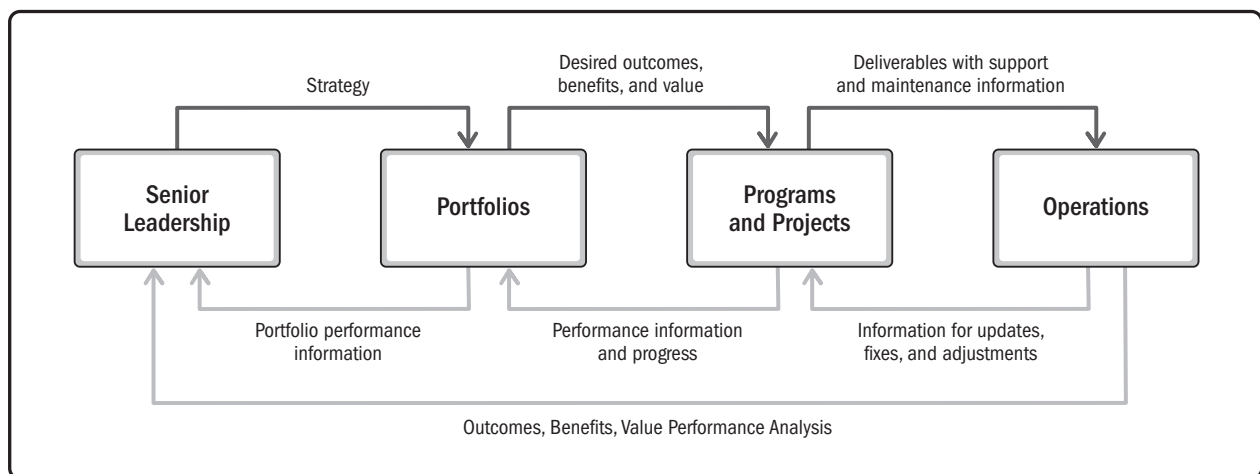 Strategy
Desired outcomes,
benefits, and value
Deliverables with support
and maintenance information
Senior
Leadership
Portfolios
Programs
and Projects
Operations
Portfolio performance
information
Performance information
and progress
Information for updates,
fixes, and adjustments
Outcomes, Benefits, Value Performance Analysis